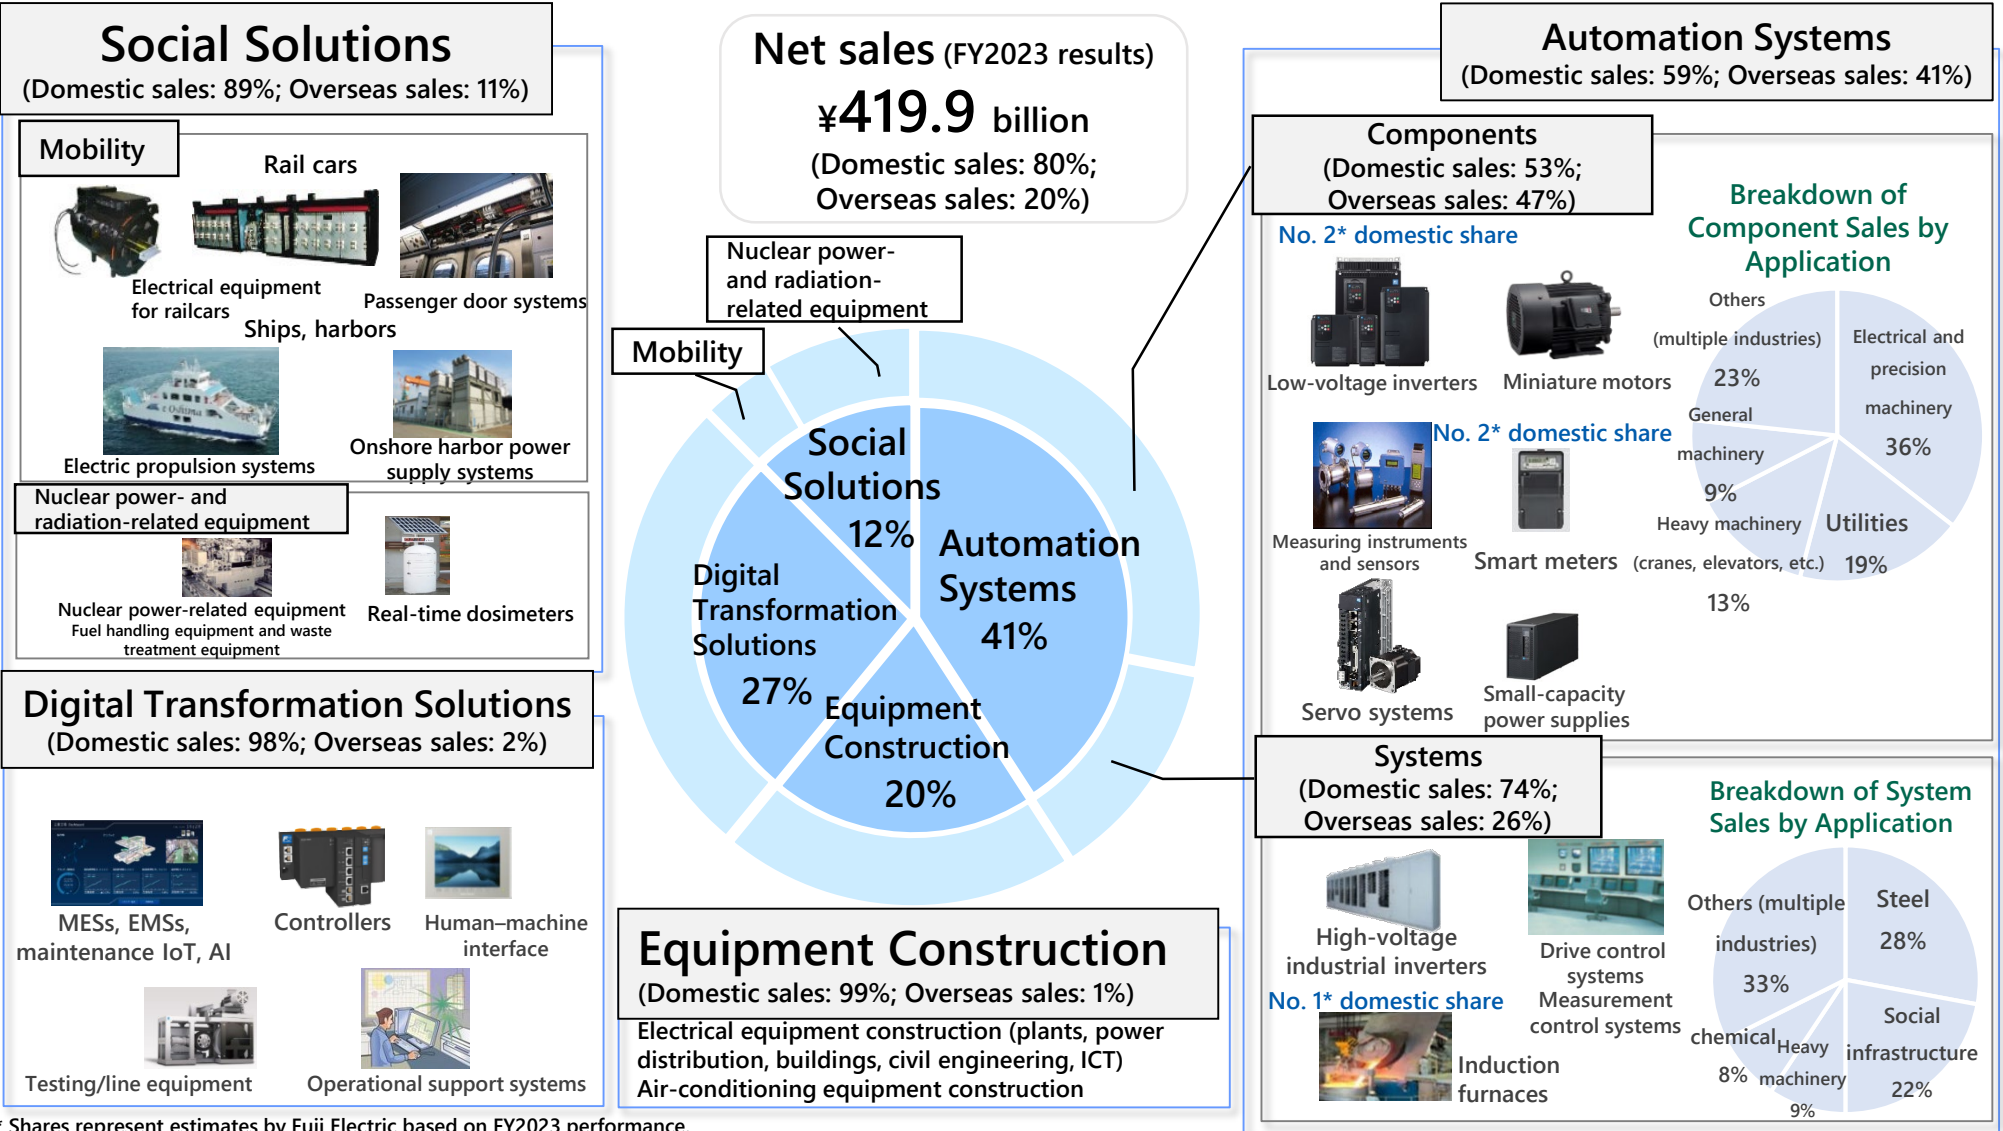 Social Solutions
(Domestic sales: 89%; Overseas sales: 11%)
Mobility
Rail cars
Electrical equipment
for railcars
Passenger door systems
Ships, harbors
Electric propulsion systems
Onshore harbor power
supply systems
Nuclear power- and
radiation-related equipment
Nuclear power-related equipment
Fuel handling equipment and waste
treatment equipment
Real-time dosimeters
Digital Transformation Solutions
(Domestic sales: 98%; Overseas sales: 2%)
MESs, EMSs,
maintenance IoT, AI
Controllers
Human–machine
interface
Testing/line equipment
Operational support systems
* Shares represent estimates by Fuji Electric based on FY2023 performance.
Net sales (FY2023 results)
¥419.9 billion
(Domestic sales: 80%;
Overseas sales: 20%)
Nuclear power-
and radiation-
related equipment
Mobility
Social
Solutions
12%
Automation
Systems
41%
Digital
Transformation
Solutions
27%
Equipment
Construction
20%
Equipment Construction
(Domestic sales: 99%; Overseas sales: 1%)
Electrical equipment construction (plants, power
distribution, buildings, civil engineering, ICT)
Air-conditioning equipment construction
Automation Systems
(Domestic sales: 59%; Overseas sales: 41%)
Components
(Domestic sales: 53%;
Overseas sales: 47%)
No. 2* domestic share
Low-voltage inverters
Miniature motors
No. 2* domestic share
Measuring instruments
and sensors
Smart meters
Servo systems
Small-capacity
power supplies
Breakdown of
Component Sales by
Application
Others
(multiple industries)
23%
Electrical and
precision
machinery
36%
General
machinery
9%
Heavy machinery
(cranes, elevators, etc.)
13%
Utilities
19%
Systems
(Domestic sales: 74%;
Overseas sales: 26%)
High-voltage
industrial inverters
Drive control
systems
Measurement
control systems
No. 1* domestic share
Induction
furnaces
Breakdown of System
Sales by Application
Others (multiple
industries)
33%
Steel
28%
chemical
8%
Heavy
machinery
9%
Social
infrastructure
22%